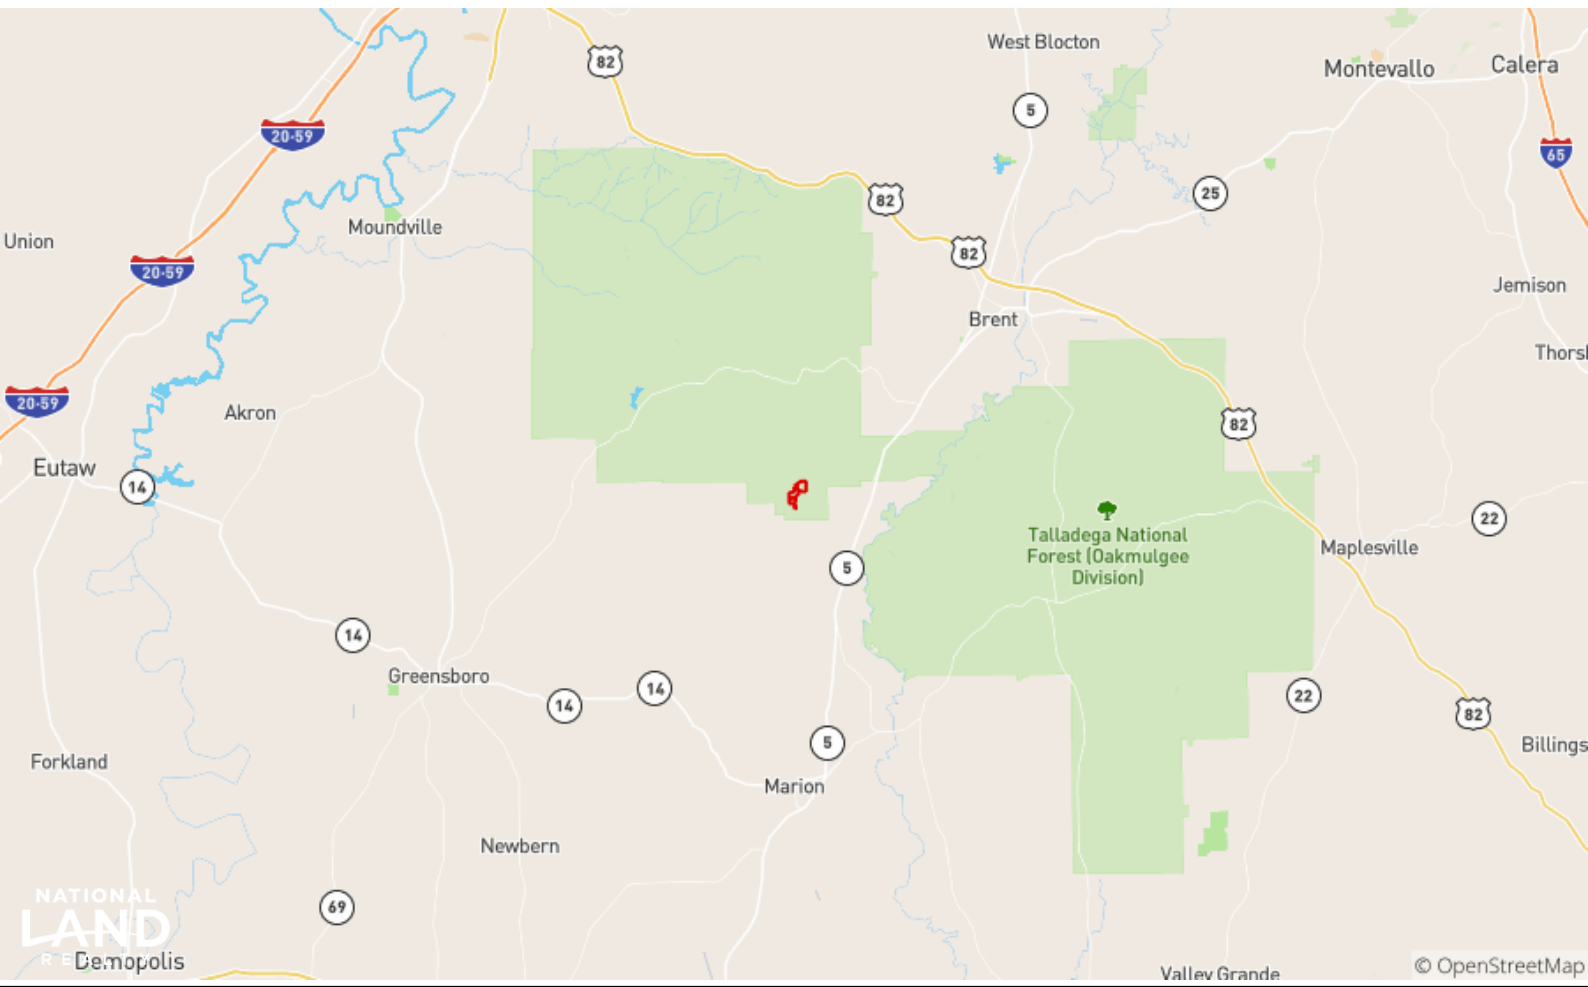 West Blocton
82
Montevallo
Calera
5
20-59
65
82
25
Moundville
Union
82
20-59
Jemison
Brent
Thorsl
20-59
Akron
82
Eutaw
14
Talladega National
Forest (Oakmulgee
Division)
22
Maplesville
5
14
Greensboro
14
14
22
82
5
Billings
Forkland
Marion
Newbern
NATIONAL
LAND
69
Demopolis
Valley Grande
© OpenStreetMap